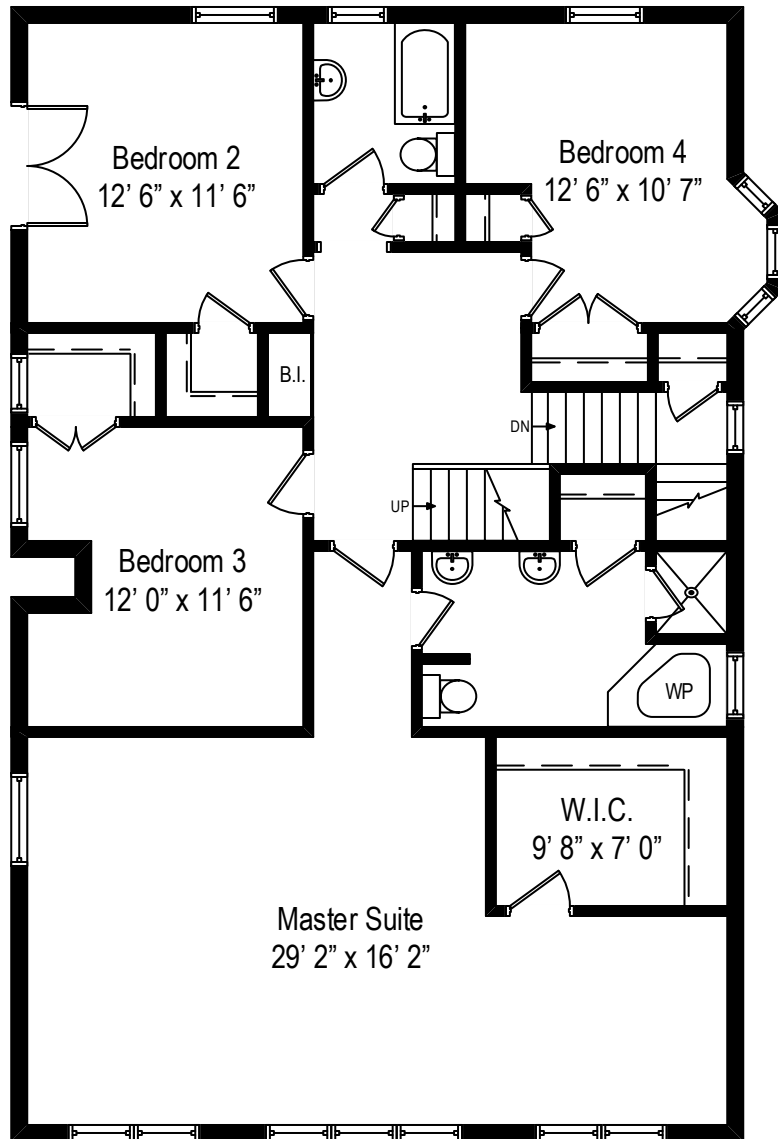 Bedroom 2
12’ 6” x 11’ 6”
Bedroom 4
12’ 6” x 10’ 7”
B.I.
DN
UP
Bedroom 3
12’ 0” x 11’ 6”
WP
W.I.C.
9’ 8” x 7’ 0”
Master Suite
29’ 2” x 16’ 2”